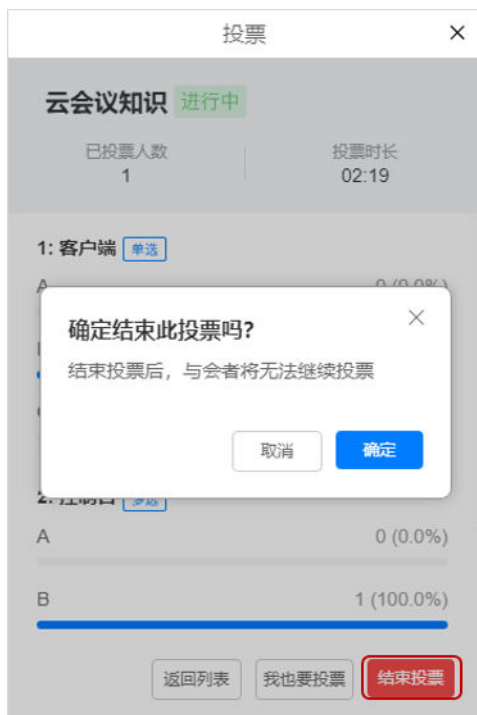 投票
云会议知识 进行中
已投票人数 投票时长
1 02:19
1: 客户端 单选
确定结束此投票吗?
结束投票后，与会者将无法继续投票
取消 确定
A 0 (0.0%)
B 1 (100.0%)
返回列表 我也要投票 结束投票